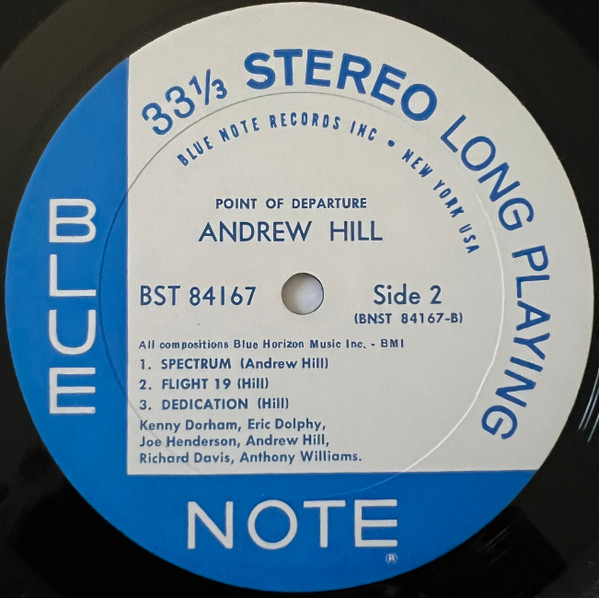 33⅓ STEREO LONG PLAYING
BLUE NOTE RECORDS INC • NEW YORK USA
POINT OF DEPARTURE
ANDREW HILL
BST 84167
Side 2
(BNST 84167-B)
All compositions Blue Horizon Music Inc. - BMI
1. SPECTRUM (Andrew Hill)
2. FLIGHT 19 (Hill)
3. DEDICATION (Hill)
Kenny Dorham, Eric Dolphy,
Joe Henderson, Andrew Hill,
Richard Davis, Anthony Williams.
BLUE
NOTE ®